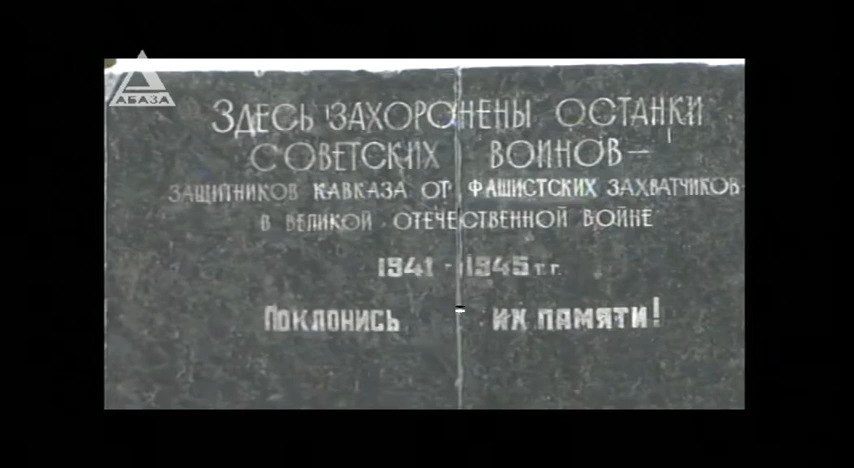 АБАЗА
ЗДЕСЬ ЗАХОРОНЕНЫ ОСТАНКИ
СОВЕТСКИХ ВОИНОВ —
ЗАЩИТНИКОВ КАВКАЗА ОТ ФАШИСТСКИХ ЗАХВАТЧИКОВ
В ВЕЛИКОЙ ОТЕЧЕСТВЕННОЙ ВОЙНЕ
1941 - 1945 г.г.
ПОКЛОНИСЬ ИХ ПАМЯТИ!